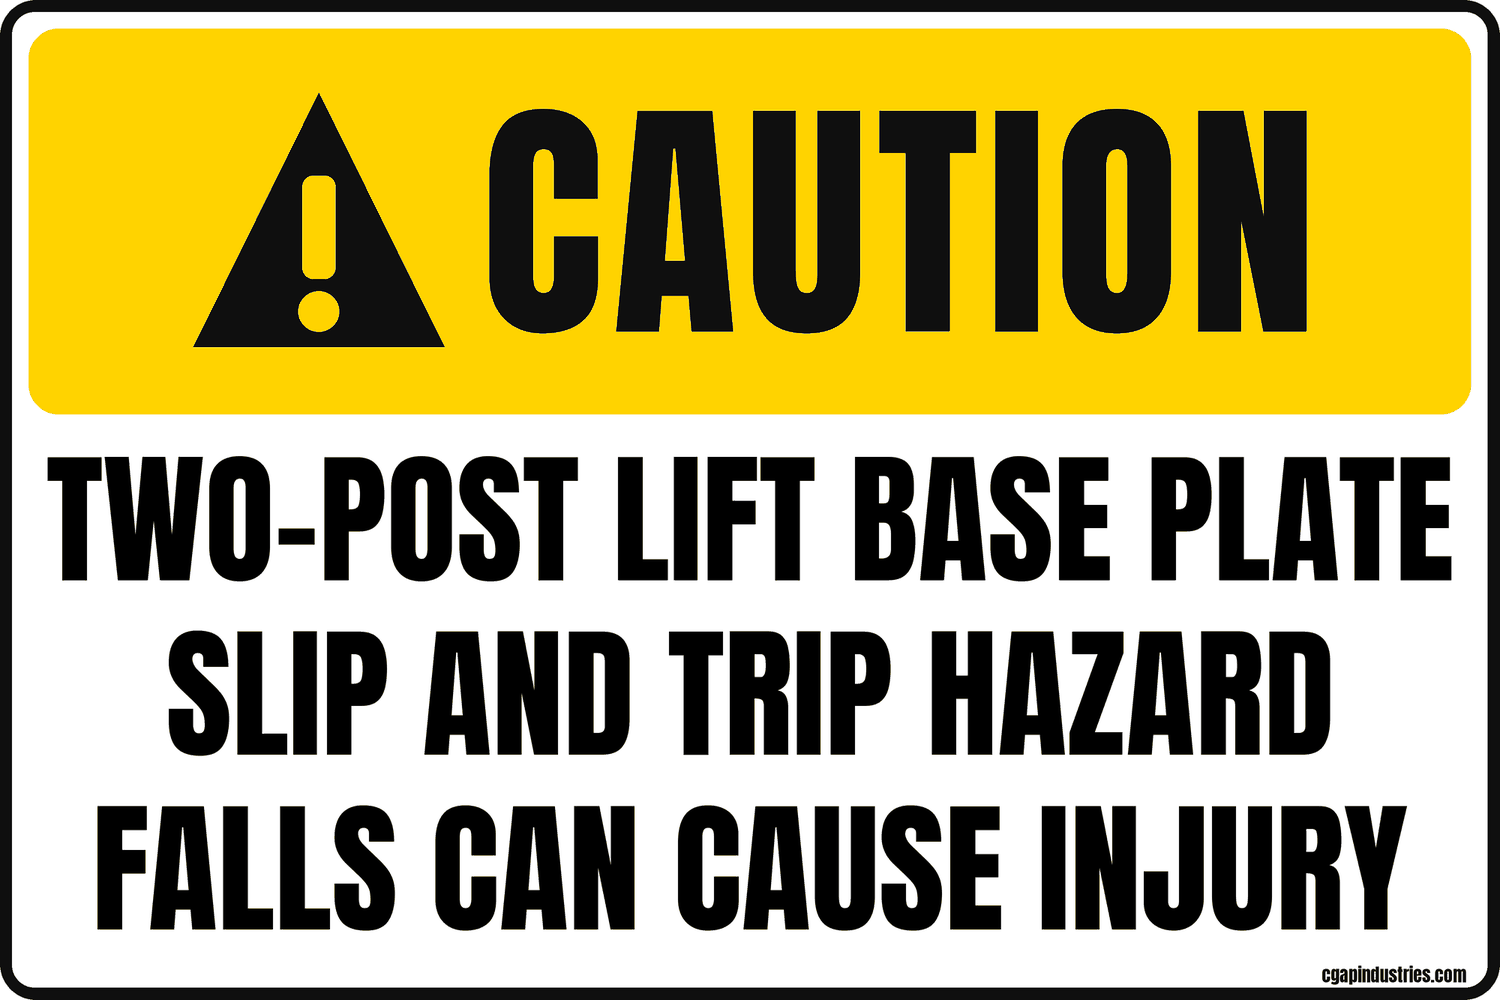 CAUTION
TWO-POST LIFT BASE PLATE
SLIP AND TRIP HAZARD
FALLS CAN CAUSE INJURY
cgapindustries.com